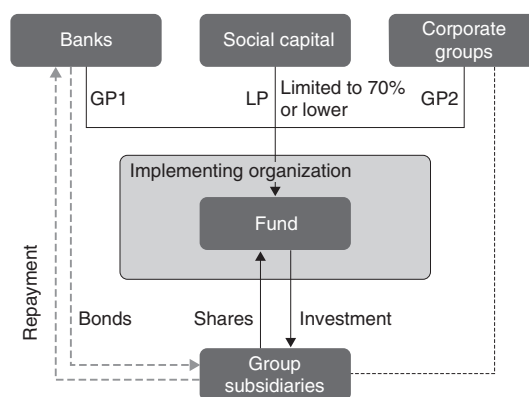 Banks
Social capital
Corporate
groups
GP1
LP
Limited to 70%
or lower
GP2
Implementing organization
Fund
Repayment
Bonds
Shares
Investment
Group
subsidiaries